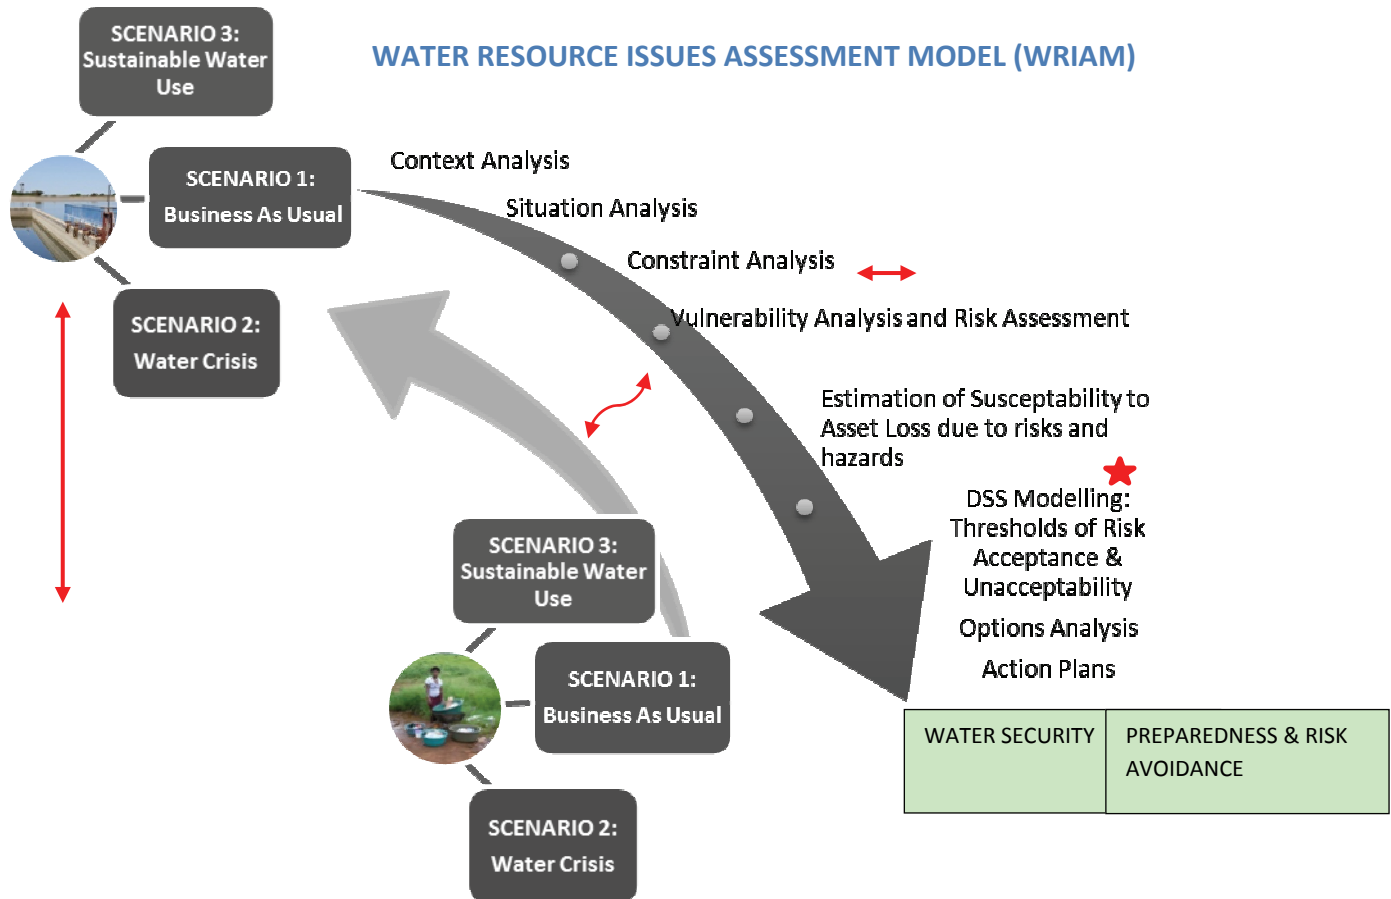 WATER RESOURCE ISSUES ASSESSMENT MODEL (WRIAM)
SCENARIO 3:
Sustainable Water
Use
SCENARIO 1:
Business As Usual
SCENARIO 2:
Water Crisis
Context Analysis
Situation Analysis
Constraint Analysis
Vulnerability Analysis and Risk Assessment
Estimation of Susceptability to
Asset Loss due to risks and
hazards
DSS Modelling:
Thresholds of Risk
Acceptance &
Unacceptability
Options Analysis
Action Plans
SCENARIO 3:
Sustainable Water
Use
SCENARIO 1:
Business As Usual
SCENARIO 2:
Water Crisis
WATER SECURITY
PREPAREDNESS & RISK
AVOIDANCE